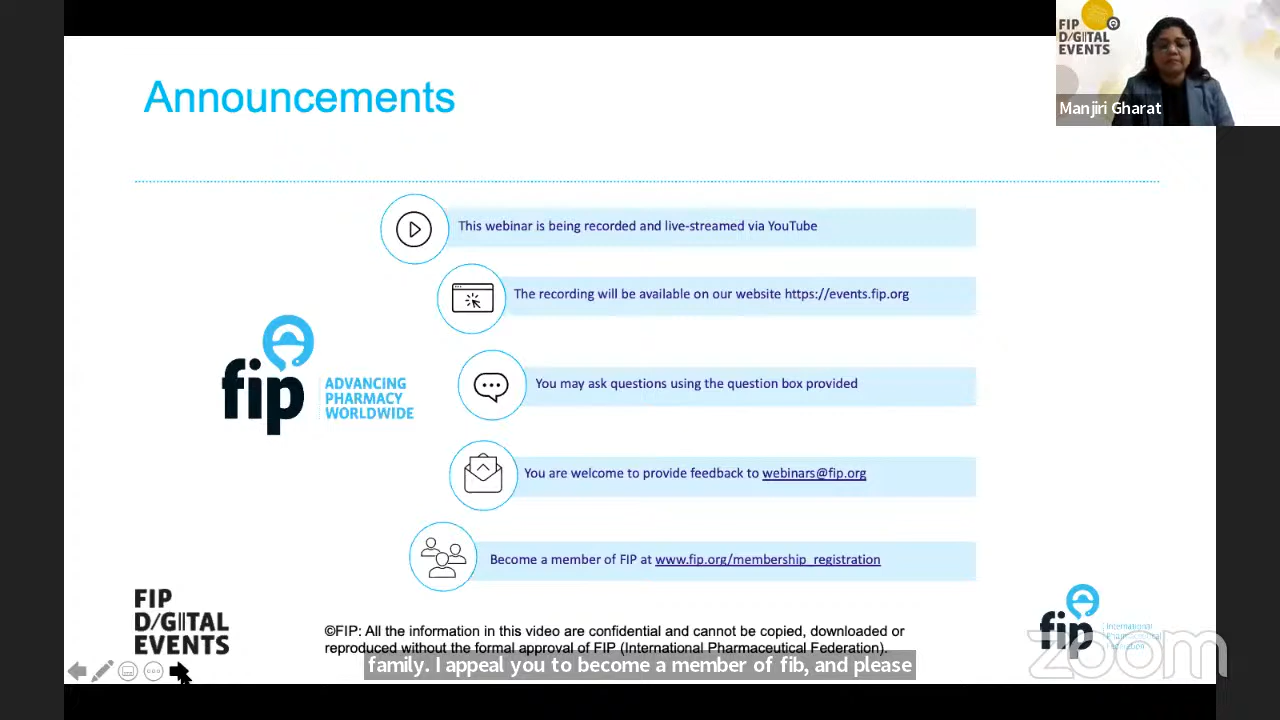 Announcements
FIP
D/GITAL
EVENTS
Manjiri Gharat
This webinar is being recorded and live-streamed via YouTube
The recording will be available on our website https://events.fip.org
fip
ADVANCING
PHARMACY
WORLDWIDE
You may ask questions using the question box provided
You are welcome to provide feedback to webinars@fip.org
Become a member of FIP at www.fip.org/membership_registration
FIP
D/GITAL
EVENTS
©FIP: All the information in this video are confidential and cannot be copied, downloaded or
reproduced without the formal approval of FIP (International Pharmaceutical Federation).
fip
International
Pharmaceutical
Federation
zoom
family. I appeal you to become a member of fib, and please